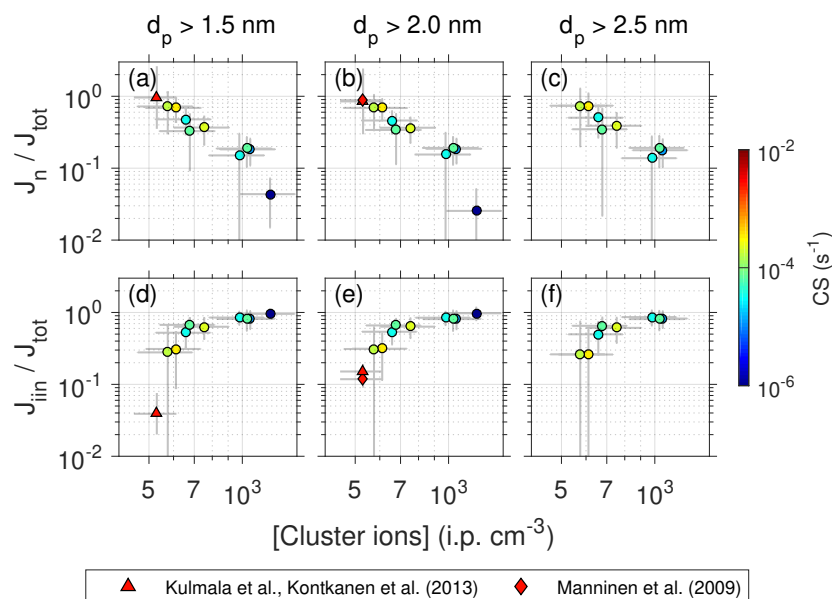 d_p > 1.5 nm d_p > 2.0 nm d_p > 2.5 nm
(a) (b) (c)
10^0
10^-1
10^-2
J_n / J_tot
(d) (e) (f)
10^0
10^-1
10^-2
J_iin / J_tot
5 7 10^3 5 7 10^3 5 7 10^3
[Cluster ions] (i.p. cm^-3)
10^-2
10^-4
10^-6
CS (s^-1)
Kulmala et al., Kontkanen et al. (2013) Manninen et al. (2009)